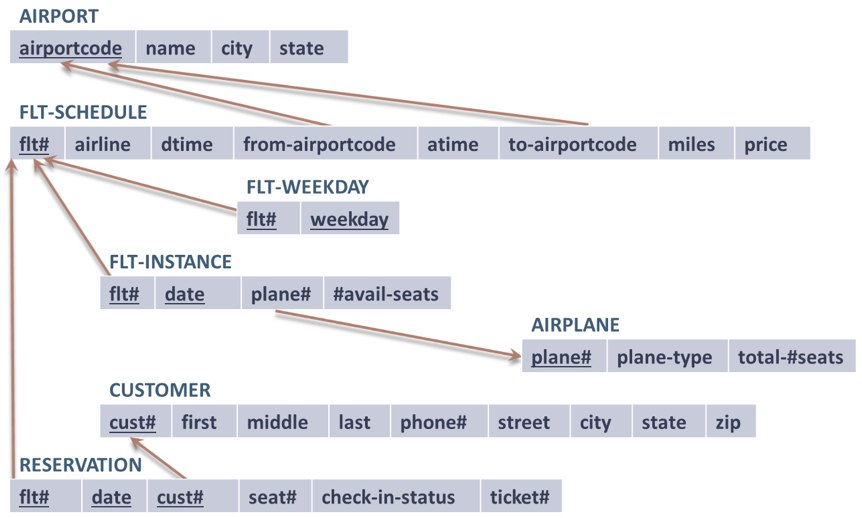 AIRPORT
airportcode name city state
FLT-SCHEDULE
flt# airline dtime from-airportcode atime to-airportcode miles price
FLT-WEEKDAY
flt# weekday
FLT-INSTANCE
flt# date plane# #avail-seats
AIRPLANE
plane# plane-type total-#seats
CUSTOMER
cust# first middle last phone# street city state zip
RESERVATION
flt# date cust# seat# check-in-status ticket#